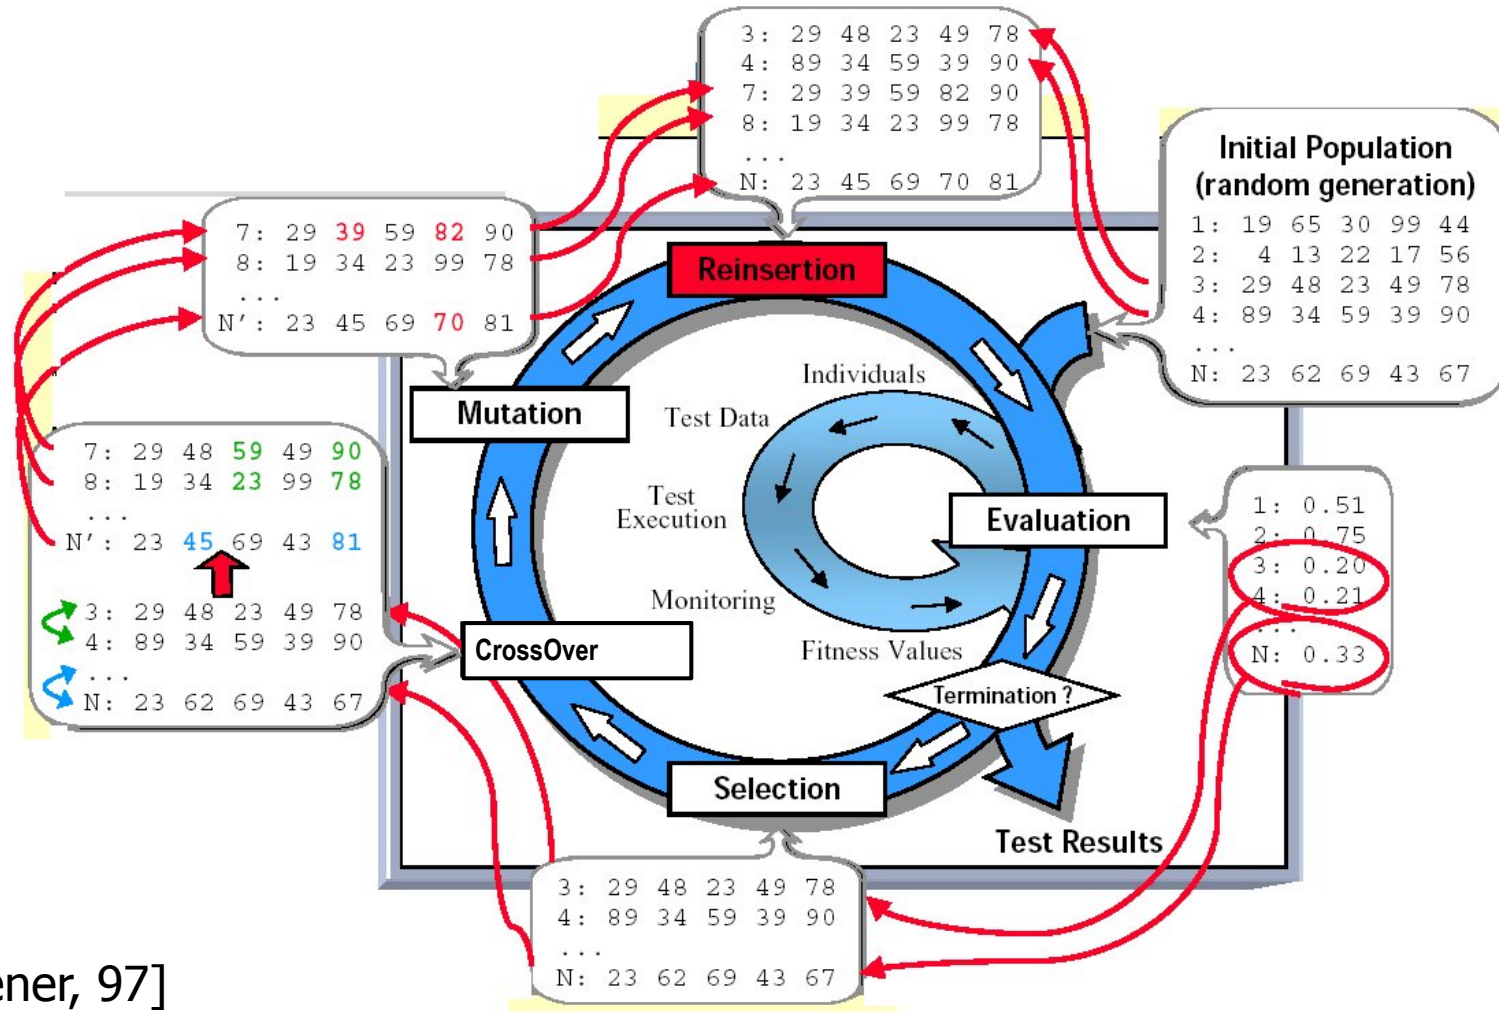 3: 29 48 23 49 78
4: 89 34 59 39 90
7: 29 39 59 82 90
8: 19 34 23 99 78
...
N: 23 45 69 70 81
Initial Population
(random generation)
1: 19 65 30 99 44
2: 4 13 22 17 56
3: 29 48 23 49 78
4: 89 34 59 39 90
...
N: 23 62 69 43 67
7: 29 39 59 82 90
8: 19 34 23 99 78
...
N': 23 45 69 70 81
Reinsertion
Mutation
Individuals
Test Data
Test
Execution
Monitoring
Fitness Values
Evaluation
1: 0.51
2: 0.75
3: 0.20
4: 0.21
...
N: 0.33
7: 29 48 59 49 90
8: 19 34 23 99 78
...
N': 23 45 69 43 81
3: 29 48 23 49 78
4: 89 34 59 39 90
...
N: 23 62 69 43 67
CrossOver
Termination ?
Selection
Test Results
3: 29 48 23 49 78
4: 89 34 59 39 90
...
N: 23 62 69 43 67
ener, 97]